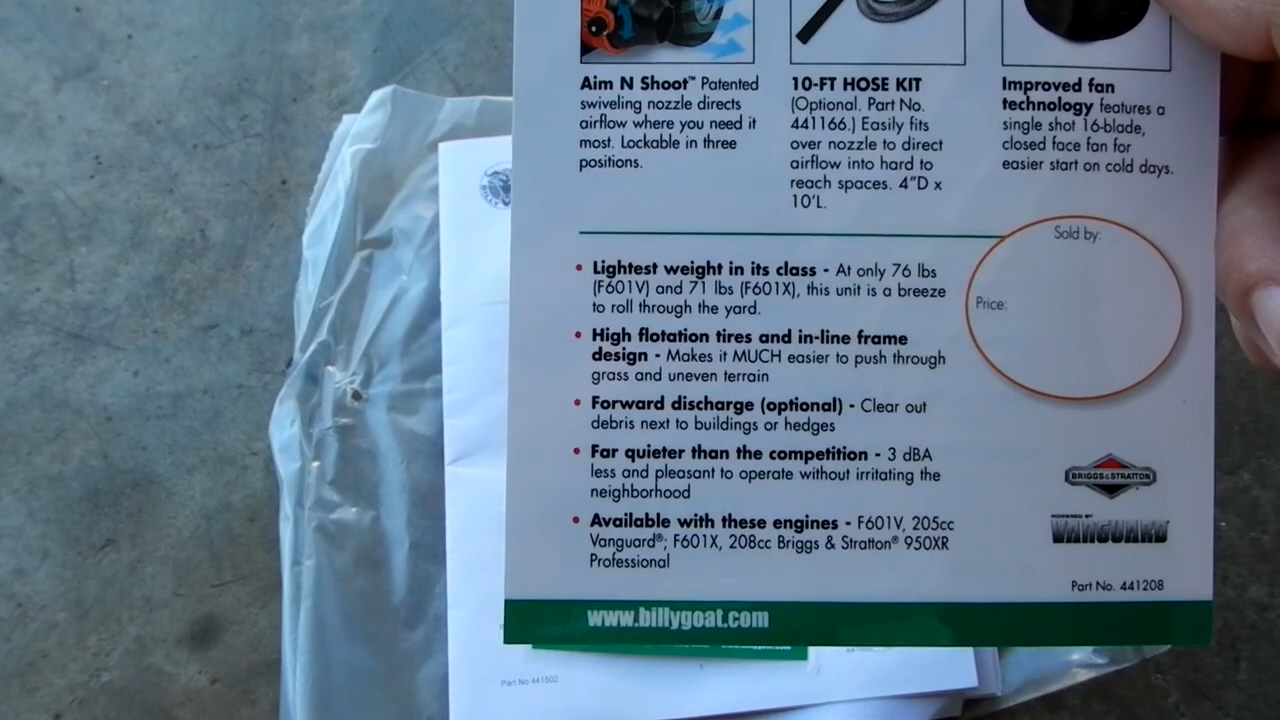 Aim N Shoot™ Patented
swiveling nozzle directs
airflow where you need it
most. Lockable in three
positions.
10-FT HOSE KIT
(Optional. Part No.
441166.) Easily fits
over nozzle to direct
airflow into hard to
reach spaces. 4"D x
10'L.
Improved fan
technology features a
single shot 16-blade,
closed face fan for
easier start on cold days.
Sold by:
Price:
• Lightest weight in its class - At only 76 lbs
(F601V) and 71 lbs (F601X), this unit is a breeze
to roll through the yard.
• High flotation tires and in-line frame
design - Makes it MUCH easier to push through
grass and uneven terrain
• Forward discharge (optional) - Clear out
debris next to buildings or hedges
• Far quieter than the competition - 3 dBA
less and pleasant to operate without irritating the
neighborhood
• Available with these engines - F601V, 205cc
Vanguard®; F601X, 208cc Briggs & Stratton® 950XR
Professional
BRIGGS&STRATTON
POWERED BY
VANGUARD
Part No. 441208
www.billygoat.com
BILLY
Part No 441502